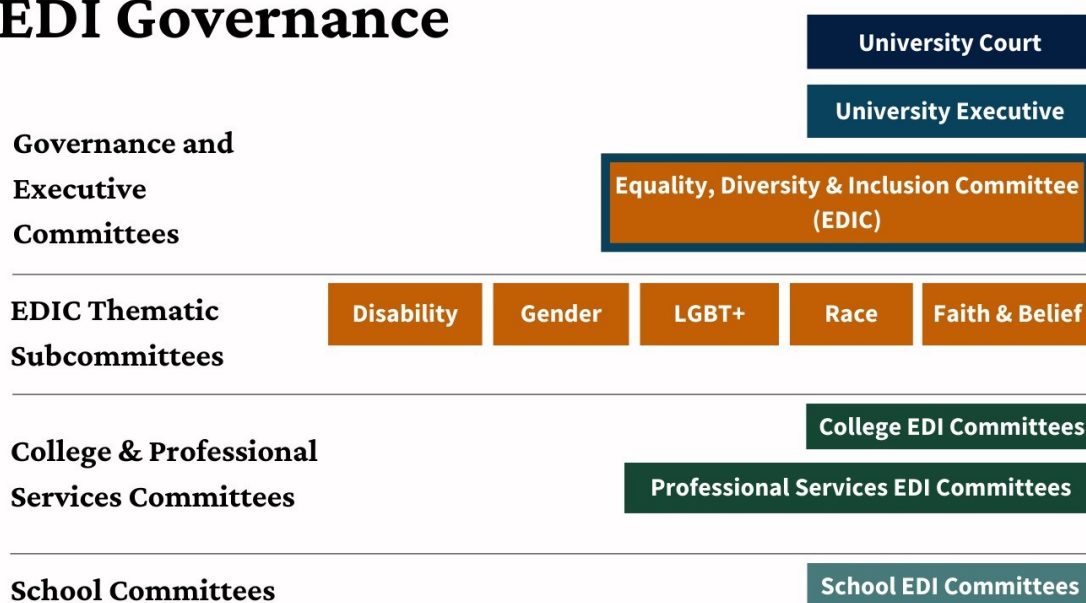 EDI Governance
University Court
University Executive
Governance and
Executive
Committees
Equality, Diversity & Inclusion Committee
(EDIC)
EDIC Thematic
Subcommittees
Disability
Gender
LGBT+
Race
Faith & Belief
College & Professional
Services Committees
College EDI Committees
Professional Services EDI Committees
School Committees
School EDI Committees